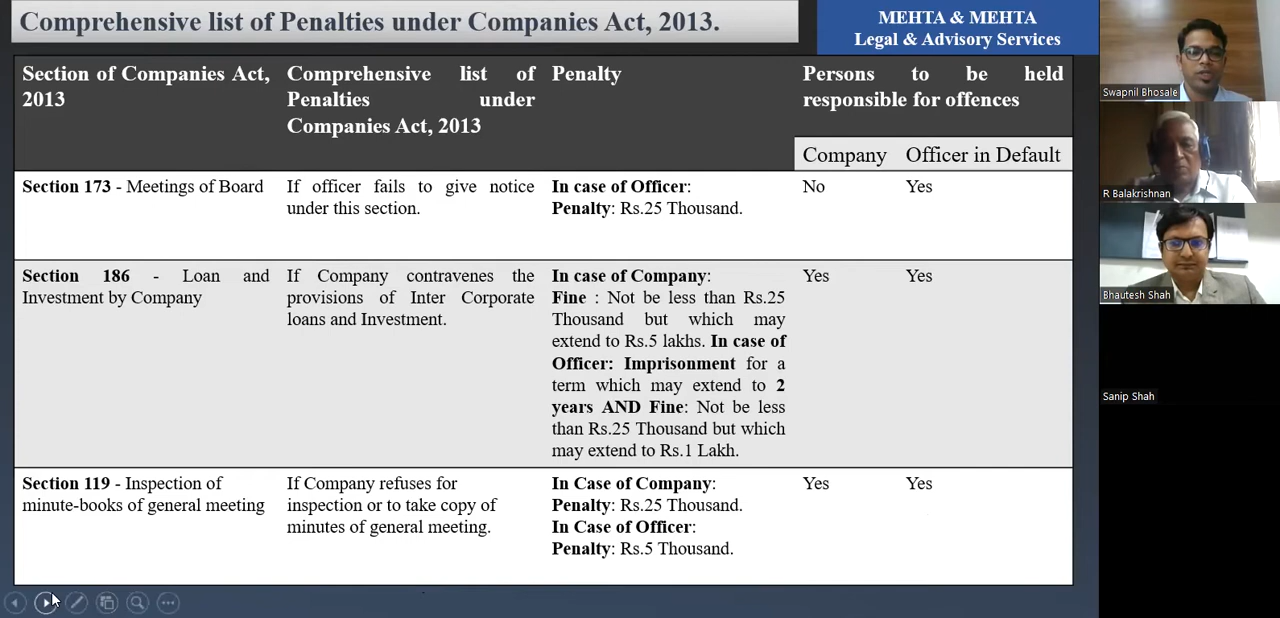 Comprehensive list of Penalties under Companies Act, 2013.
MEHTA & MEHTA
Legal & Advisory Services
Section of Companies Act,
2013
Comprehensive list of
Penalties under
Companies Act, 2013
Penalty
Persons to be held
responsible for offences
Company
Officer in Default
Section 173 - Meetings of Board
If officer fails to give notice
under this section.
In case of Officer:
Penalty: Rs.25 Thousand.
No
Yes
Section 186 - Loan and
Investment by Company
If Company contravenes the
provisions of Inter Corporate
loans and Investment.
In case of Company:
Fine : Not be less than Rs.25
Thousand but which may
extend to Rs.5 lakhs. In case of
Officer: Imprisonment for a
term which may extend to 2
years AND Fine: Not be less
than Rs.25 Thousand but which
may extend to Rs.1 Lakh.
Yes
Yes
Section 119 - Inspection of
minute-books of general meeting
If Company refuses for
inspection or to take copy of
minutes of general meeting.
In Case of Company:
Penalty: Rs.25 Thousand.
In Case of Officer:
Penalty: Rs.5 Thousand.
Yes
Yes
Swapnil Bhosale
R Balakrishnan
Bhautesh Shah
Sanip Shah